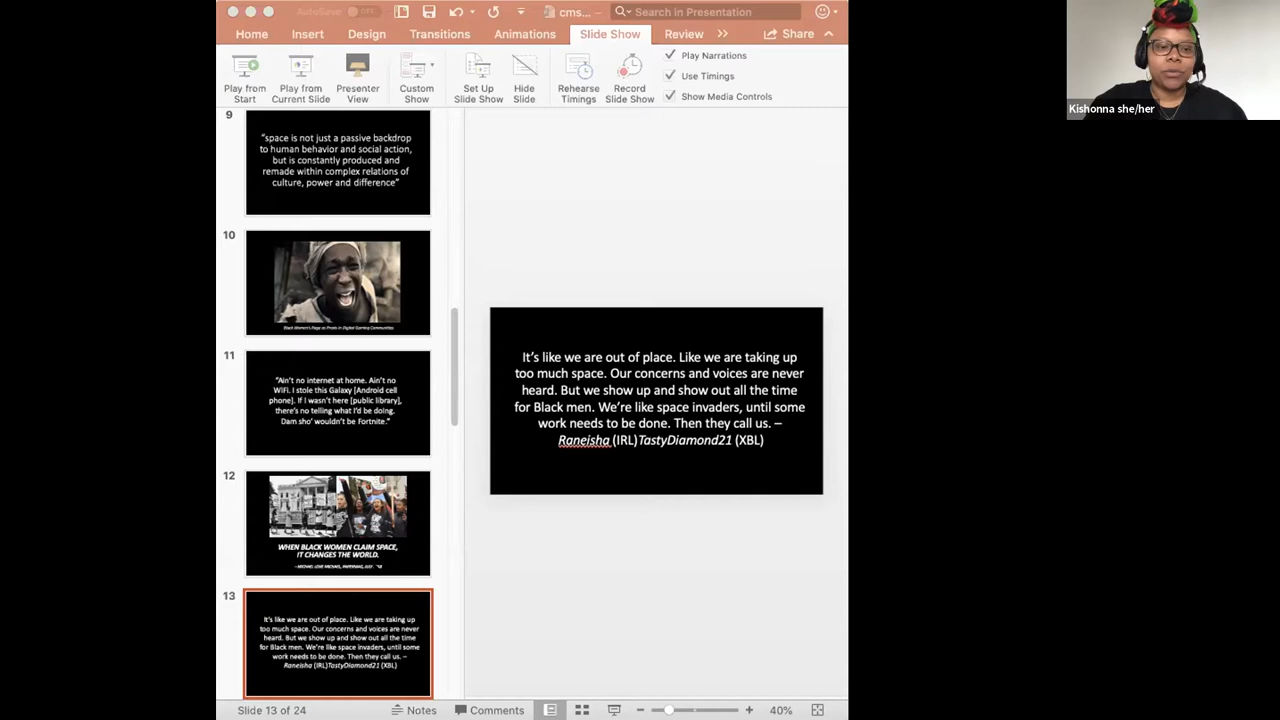 AutoSave
OFF
cms...
Search in Presentation
Home
Insert
Design
Transitions
Animations
Slide Show
Review
Share
Play from
Start
Play from
Current Slide
Presenter
View
Custom
Show
Set Up
Slide Show
Hide
Slide
Rehearse
Timings
Record
Slide Show
Play Narrations
Use Timings
Show Media Controls
Kishonna she/her
9
“space is not just a passive backdrop
to human behavior and social action,
but is constantly produced and
remade within complex relations of
culture, power and difference”
10
Black Women's Rage as Praxis in Digital Gaming Communities
11
“Ain’t no internet at home. Ain’t no
WiFi. I stole this Galaxy [Android cell
phone]. If I wasn’t here [public library],
there’s no telling what I’d be doing.
Dam sho’ wouldn’t be Fortnite.”
12
WHEN BLACK WOMEN CLAIM SPACE,
IT CHANGES THE WORLD.
13
It’s like we are out of place. Like we are taking up
too much space. Our concerns and voices are never
heard. But we show up and show out all the time
for Black men. We’re like space invaders, until some
work needs to be done. Then they call us. –
Raneisha (IRL)TastyDiamond21 (XBL)
It’s like we are out of place. Like we are taking up
too much space. Our concerns and voices are never
heard. But we show up and show out all the time
for Black men. We’re like space invaders, until some
work needs to be done. Then they call us. –
Raneisha (IRL)TastyDiamond21 (XBL)
Slide 13 of 24
Notes
Comments
40%